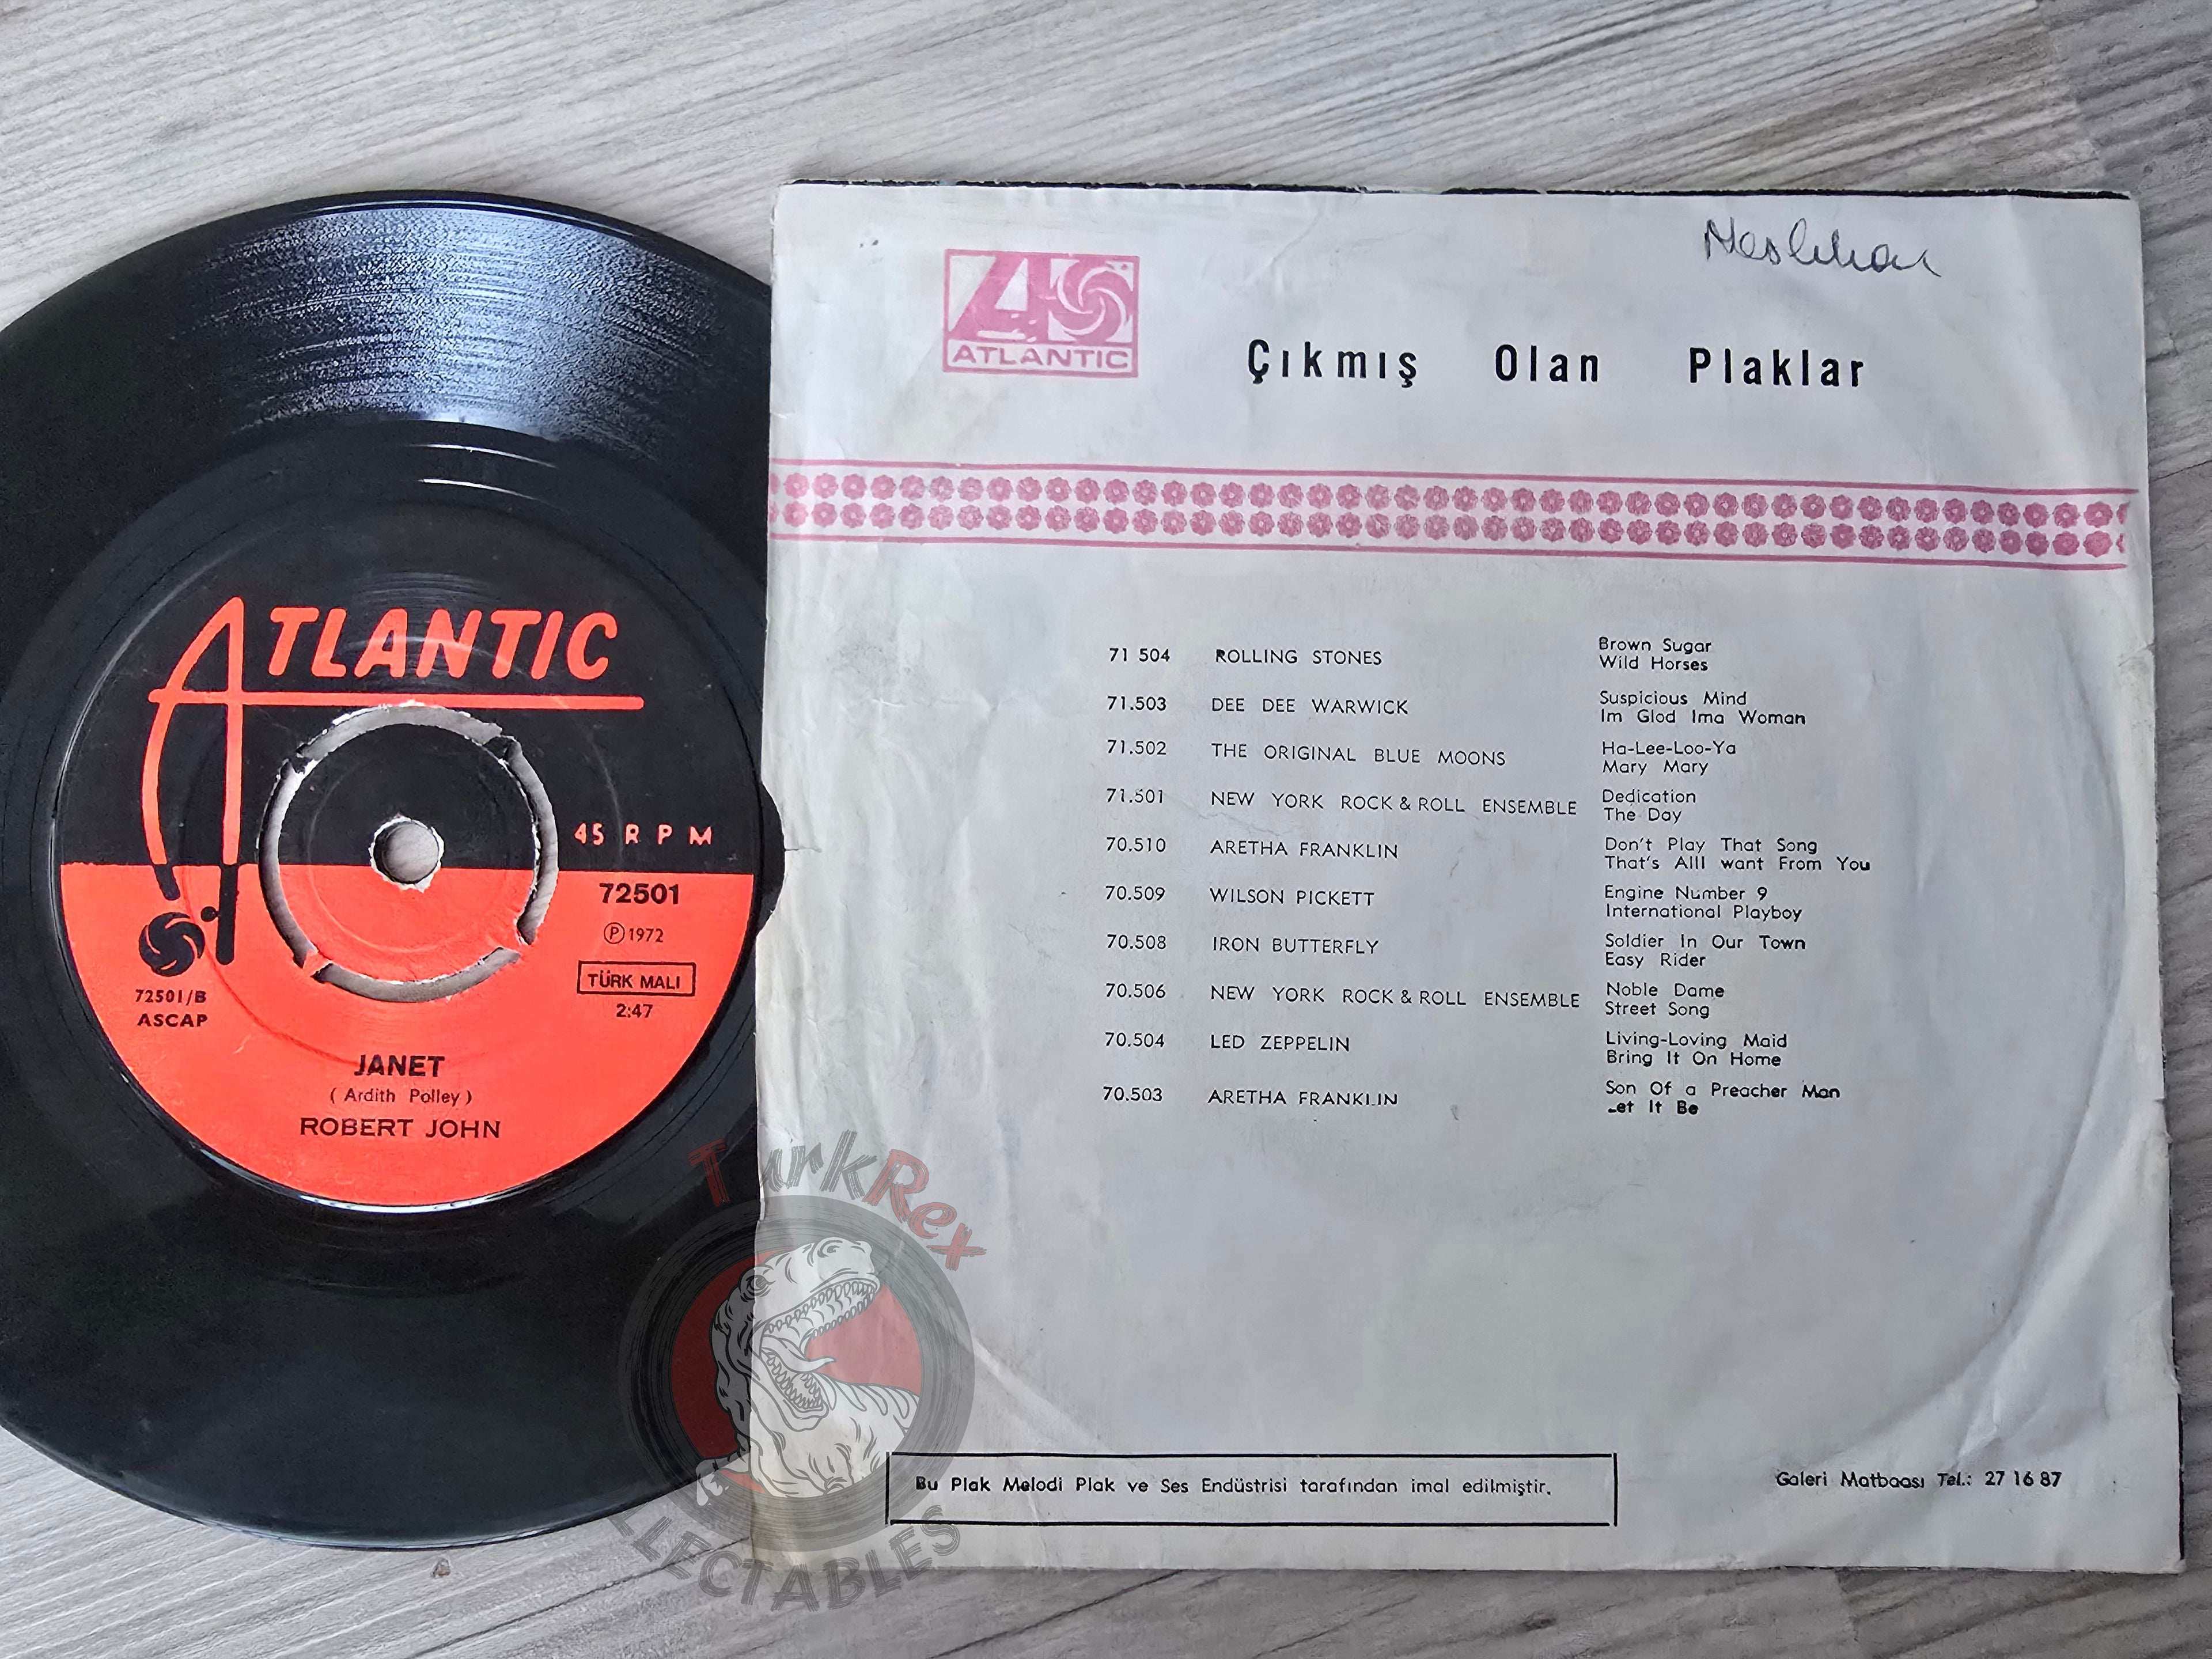 ATLANTIC
45 RPM
72501
Ⓟ1972
TÜRK MALI
2:47
72501/B
ASCAP
JANET
( Ardith Polley )
ROBERT JOHN
ATLANTIC
Çıkmış Olan Plaklar
71 504 ROLLING STONES Brown Sugar
Wild Horses
71.503 DEE DEE WARWICK Suspicious Mind
Im Glod Ima Woman
71.502 THE ORIGINAL BLUE MOONS Ha-Lee-Loo-Ya
Mary Mary
71.501 NEW YORK ROCK & ROLL ENSEMBLE Dedication
The Day
70.510 ARETHA FRANKLIN Don't Play That Song
That's Alll want From You
70.509 WILSON PICKETT Engine Number 9
International Playboy
70.508 IRON BUTTERFLY Soldier In Our Town
Easy Rider
70.506 NEW YORK ROCK & ROLL ENSEMBLE Noble Dame
Street Song
70.504 LED ZEPPELIN Living-Loving Maid
Bring It On Home
70.503 ARETHA FRANKLIN Son Of a Preacher Man
Let It Be
Bu Plak Melodi Plak ve Ses Endüstrisi tarafından imal edilmiştir.
Galeri Matbaası Tel.: 27 16 87
TurkRex